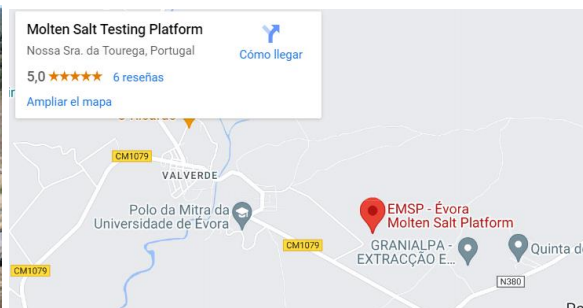 Molten Salt Testing Platform
Nossa Sra. da Tourega, Portugal
5,0
6 reseñas
Ampliar el mapa
Cómo llegar
CM1079
VALVERDE
Polo da Mitra da
Universidade de Évora
EMSP - Évora
Molten Salt Platform
CM1079
GRANIALPA -
EXTRACÇÃO E...
Quinta de
CM1079
N380